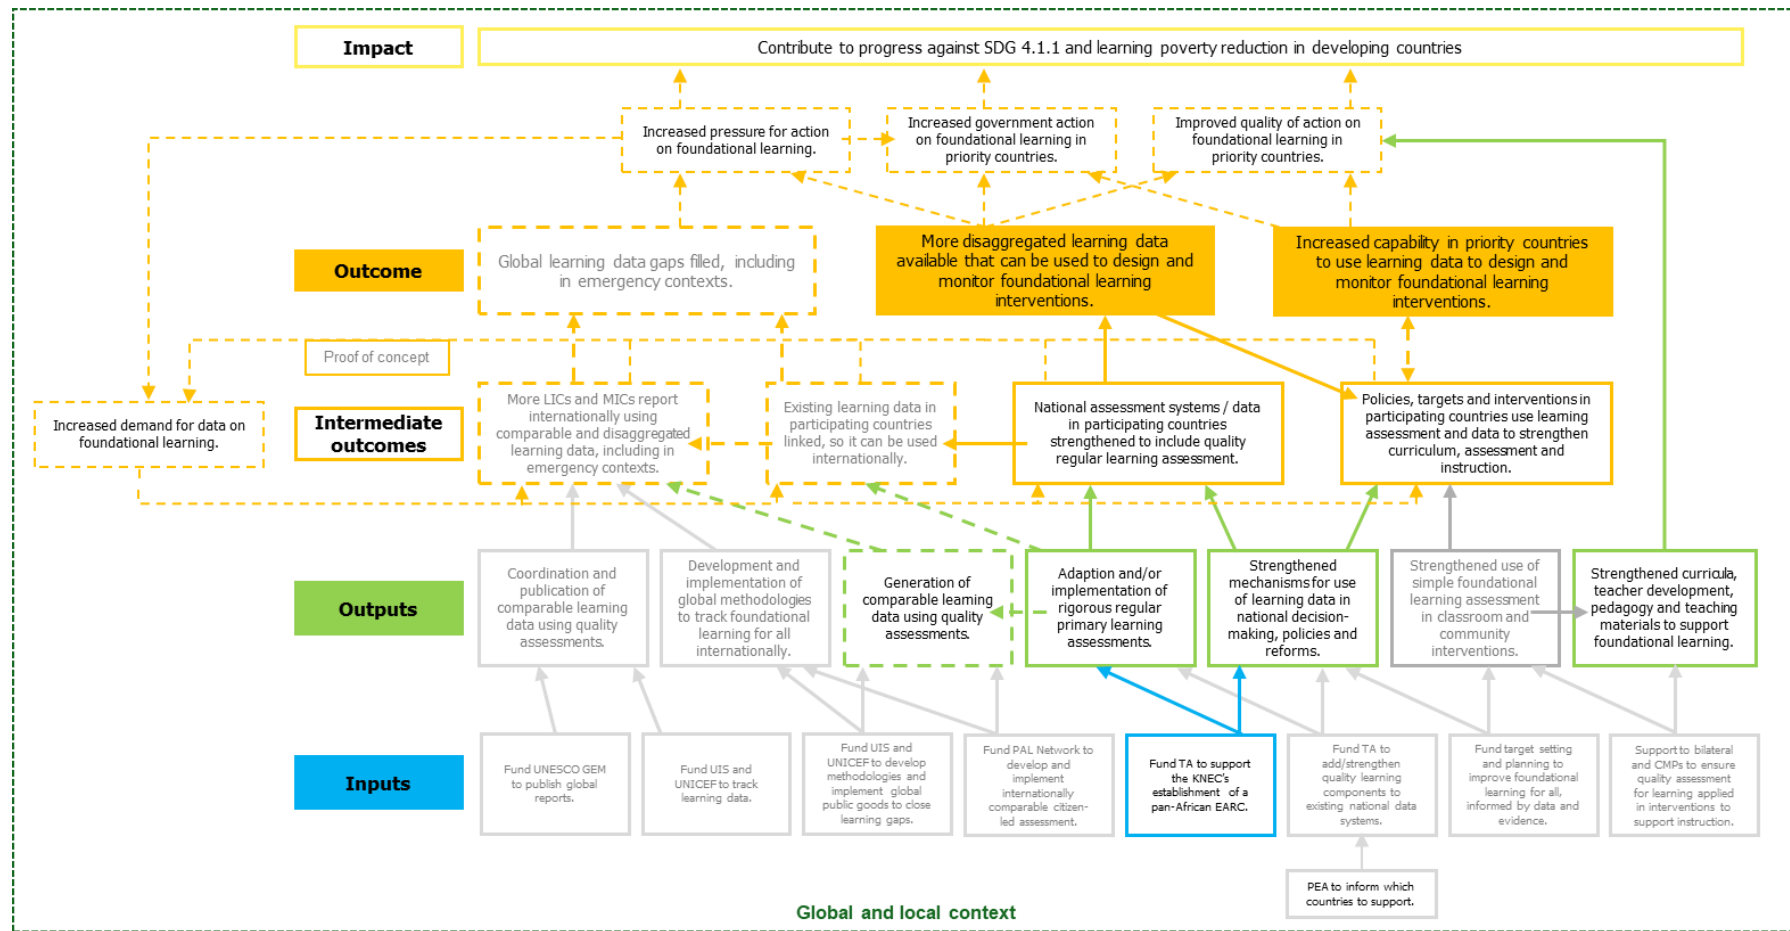 Impact
Contribute to progress against SDG 4.1.1 and learning poverty reduction in developing countries
Increased pressure for action
on foundational learning.
Increased government action
on foundational learning in
priority countries.
Improved quality of action on
foundational learning in
priority countries.
Outcome
Global learning data gaps filled, including
in emergency contexts.
More disaggregated learning data
available that can be used to design and
monitor foundational learning
interventions.
Increased capability in priority countries
to use learning data to design and
monitor foundational learning
interventions.
Proof of concept
Increased demand for data on
foundational learning.
Intermediate
outcomes
More LICs and MICs report
internationally using
comparable and disaggregated
learning data, including in
emergency contexts.
Existing learning data in
participating countries
linked, so it can be used
internationally.
National assessment systems / data
in participating countries
strengthened to include quality
regular learning assessment.
Policies, targets and interventions in
participating countries use learning
assessment and data to strengthen
curriculum, assessment and
instruction.
Outputs
Coordination and
publication of
comparable learning
data using quality
assessments.
Development and
implementation of
global methodologies
to track foundational
learning for all
internationally.
Generation of
comparable learning
data using quality
assessments.
Adaption and/or
implementation of
rigorous regular
primary learning
assessments.
Strengthened
mechanisms for use
of learning data in
national decision-
making, policies and
reforms.
Strengthened use of
simple foundational
learning assessment
in classroom and
community
interventions.
Strengthened curricula,
teacher development,
pedagogy and teaching
materials to support
foundational learning.
Inputs
Fund UNESCO GEM
to publish global
reports.
Fund UIS and
UNICEF to track
learning data.
Fund UIS and
UNICEF to develop
methodologies and
implement global
public goods to close
learning gaps.
Fund PAL Network to
develop and
implement
internationally
comparable citizen-
led assessment.
Fund TA to support
the KNEC's
establishment of a
pan-African EARC.
Fund TA to
add/strengthen
quality learning
components to
existing national data
systems.
Fund target setting
and planning to
improve foundational
learning for all,
informed by data and
evidence.
Support to bilateral
and CMPs to ensure
quality assessment
for learning applied
in interventions to
support instruction.
PEA to inform which
countries to support.
Global and local context